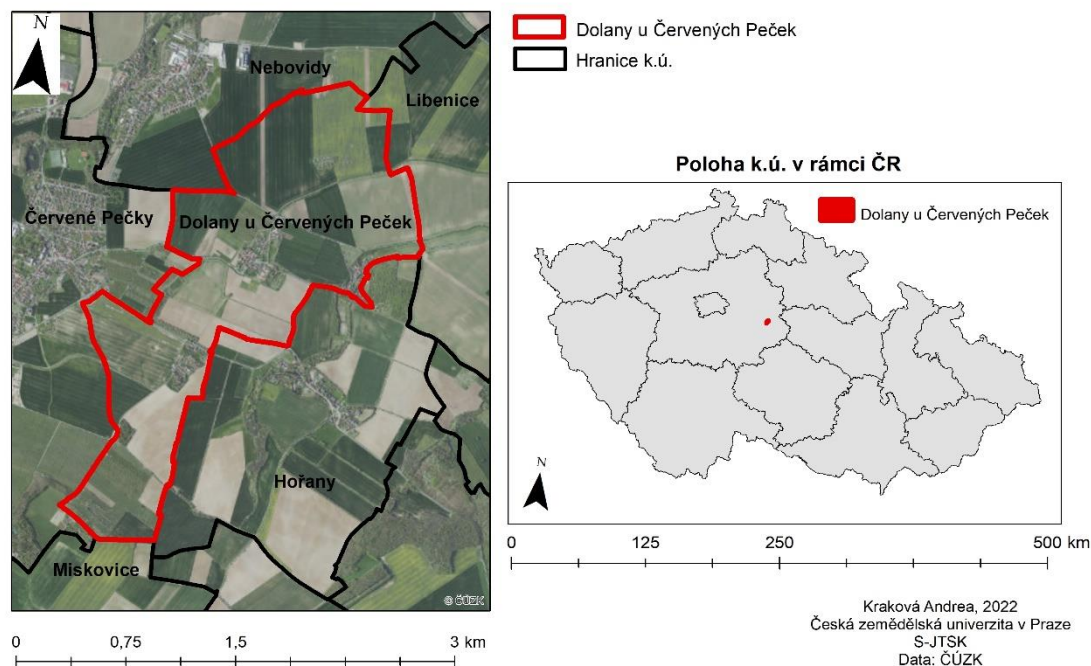 N
Nebovidy
Libenice
Červené Pečky
Dolany u Červených Peček
Hořany
Miskovice
© ČÚZK
0 0,75 1,5 3 km
Dolany u Červených Peček
Hranice k.ú.
Poloha k.ú. v rámci ČR
Dolany u Červených Peček
N
0 125 250 500 km
Kraková Andrea, 2022
Česká zemědělská univerzita v Praze
S-JTSK
Data: ČÚZK